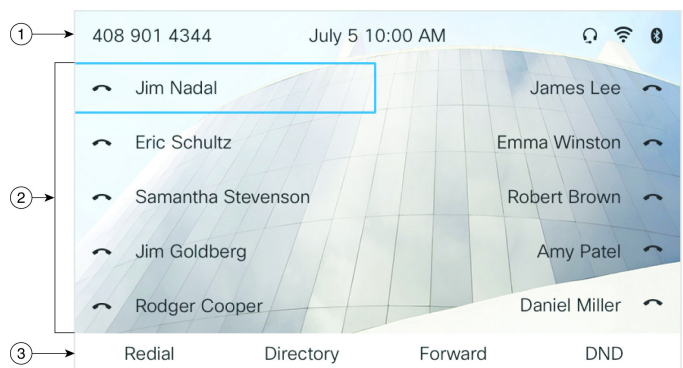 1 408 901 4344 July 5 10:00 AM
Jim Nadal James Lee
Eric Schultz Emma Winston
2 Samantha Stevenson Robert Brown
Jim Goldberg Amy Patel
Rodger Cooper Daniel Miller
3 Redial Directory Forward DND